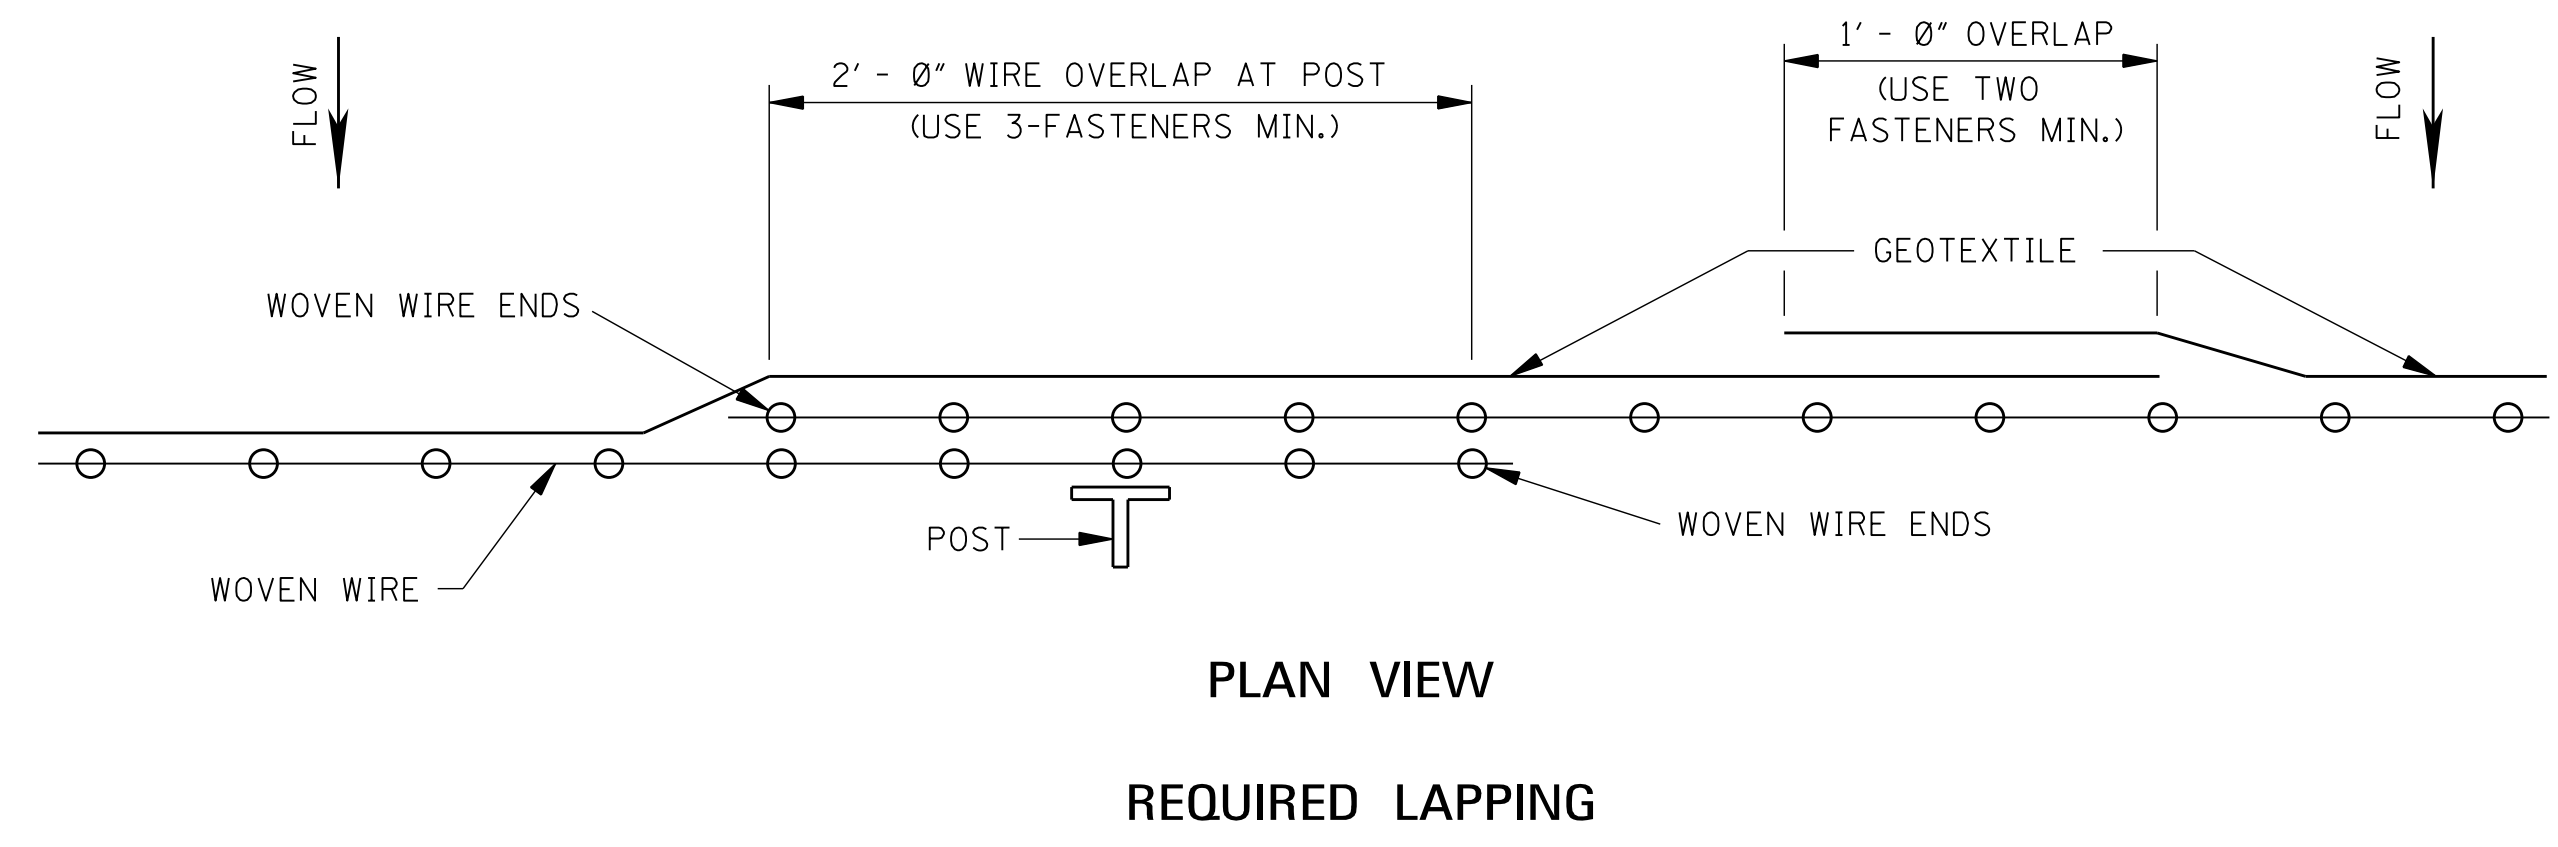 FLOW
2' - Ø" WIRE OVERLAP AT POST
(USE 3-FASTENERS MIN.)
1' - Ø" OVERLAP
(USE TWO
FASTENERS MIN.)
FLOW
GEOTEXTILE
WOVEN WIRE ENDS
POST
WOVEN WIRE ENDS
WOVEN WIRE
PLAN VIEW
REQUIRED LAPPING